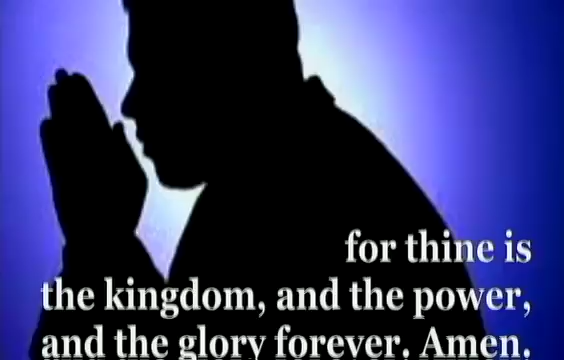 for thine is
the kingdom, and the power,
and the glory forever. Amen.